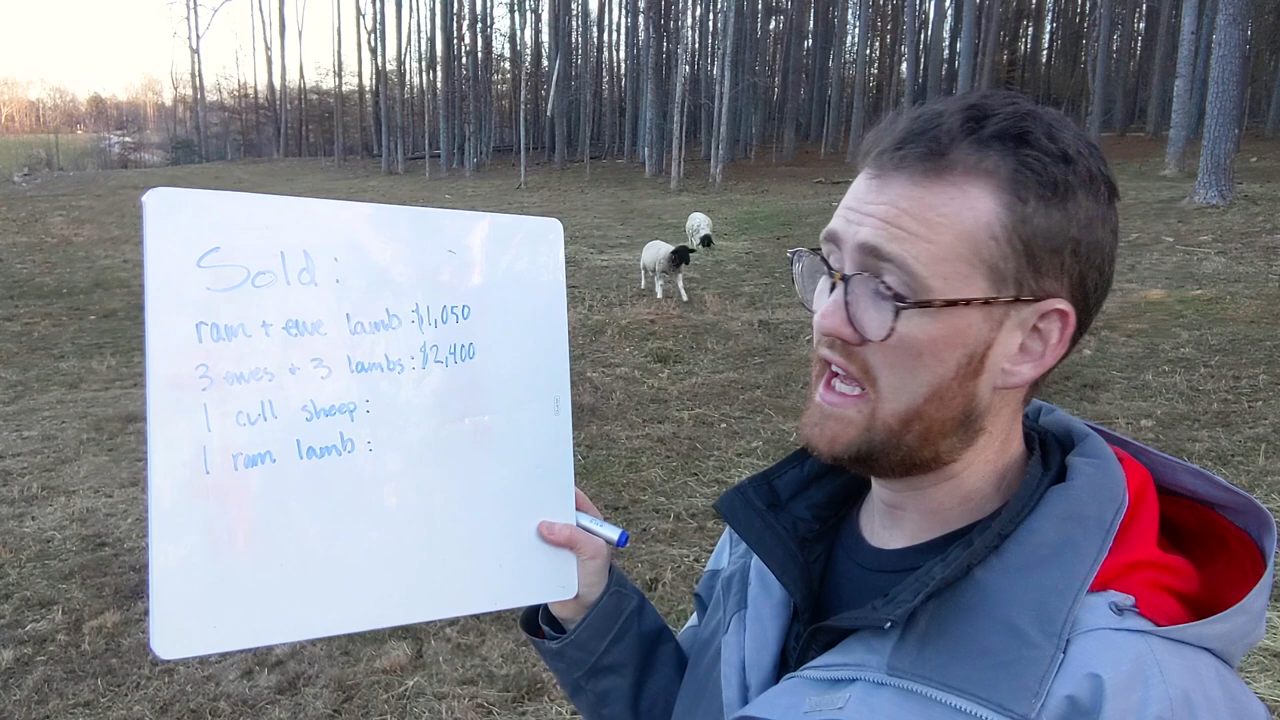 Sold:
ram + ewe lamb: $1,050
3 ewes + 3 lambs: $2,400
1 cull sheep:
1 ram lamb: